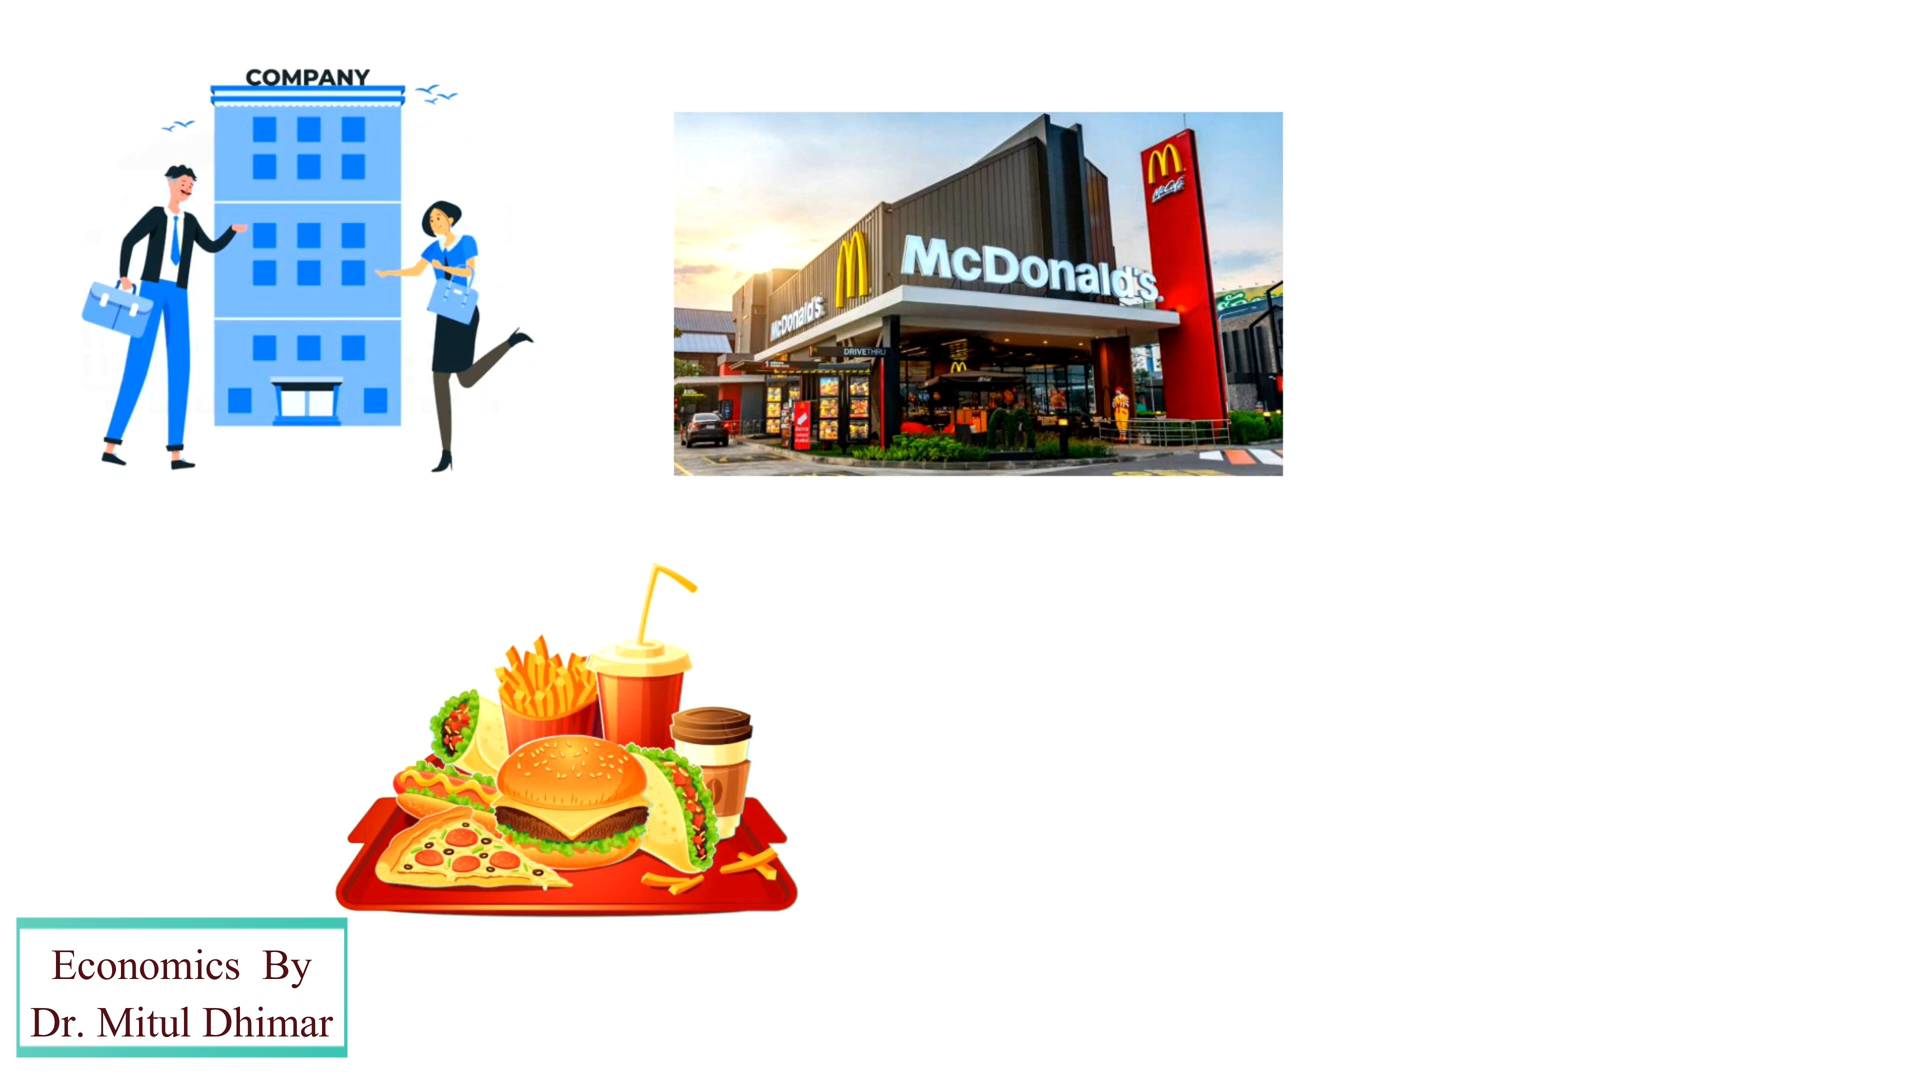 COMPANY
McDonald's
McDonald's
McCafé
DRIVE THRU
Economics By
Dr. Mitul Dhimar